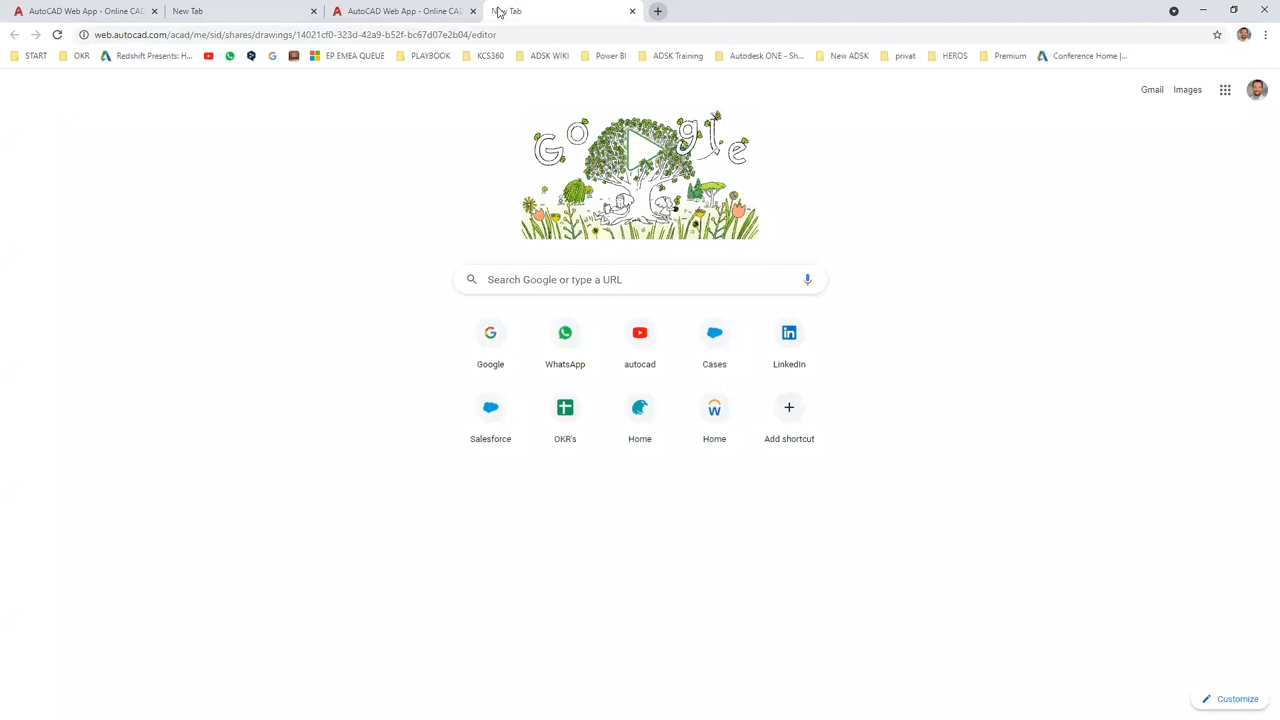 AutoCAD Web App - Online CAD
New Tab
AutoCAD Web App - Online CAD
New Tab
web.autocad.com/acad/me/sid/shares/drawings/14021cf0-323d-42a9-b52f-bc67d07e2b04/editor
START
OKR
Redshift Presents: H...
EP EMEA QUEUE
PLAYBOOK
KCS360
ADSK WIKI
Power BI
ADSK Training
Autodesk ONE - Sh...
New ADSK
privat
HEROS
Premium
Conference Home |...
Gmail
Images
Google
Search Google or type a URL
Google
WhatsApp
autocad
Cases
LinkedIn
Salesforce
OKR's
Home
Home
Add shortcut
Customize